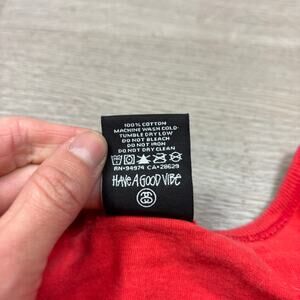 100% COTTON
MACHINE WASH COLD-
TUMBLE DRY LOW
DO NOT BLEACH
DO NOT IRON
DO NOT DRY CLEAN
RN•94974 CA•28629
HAVE A GOOD VIBE